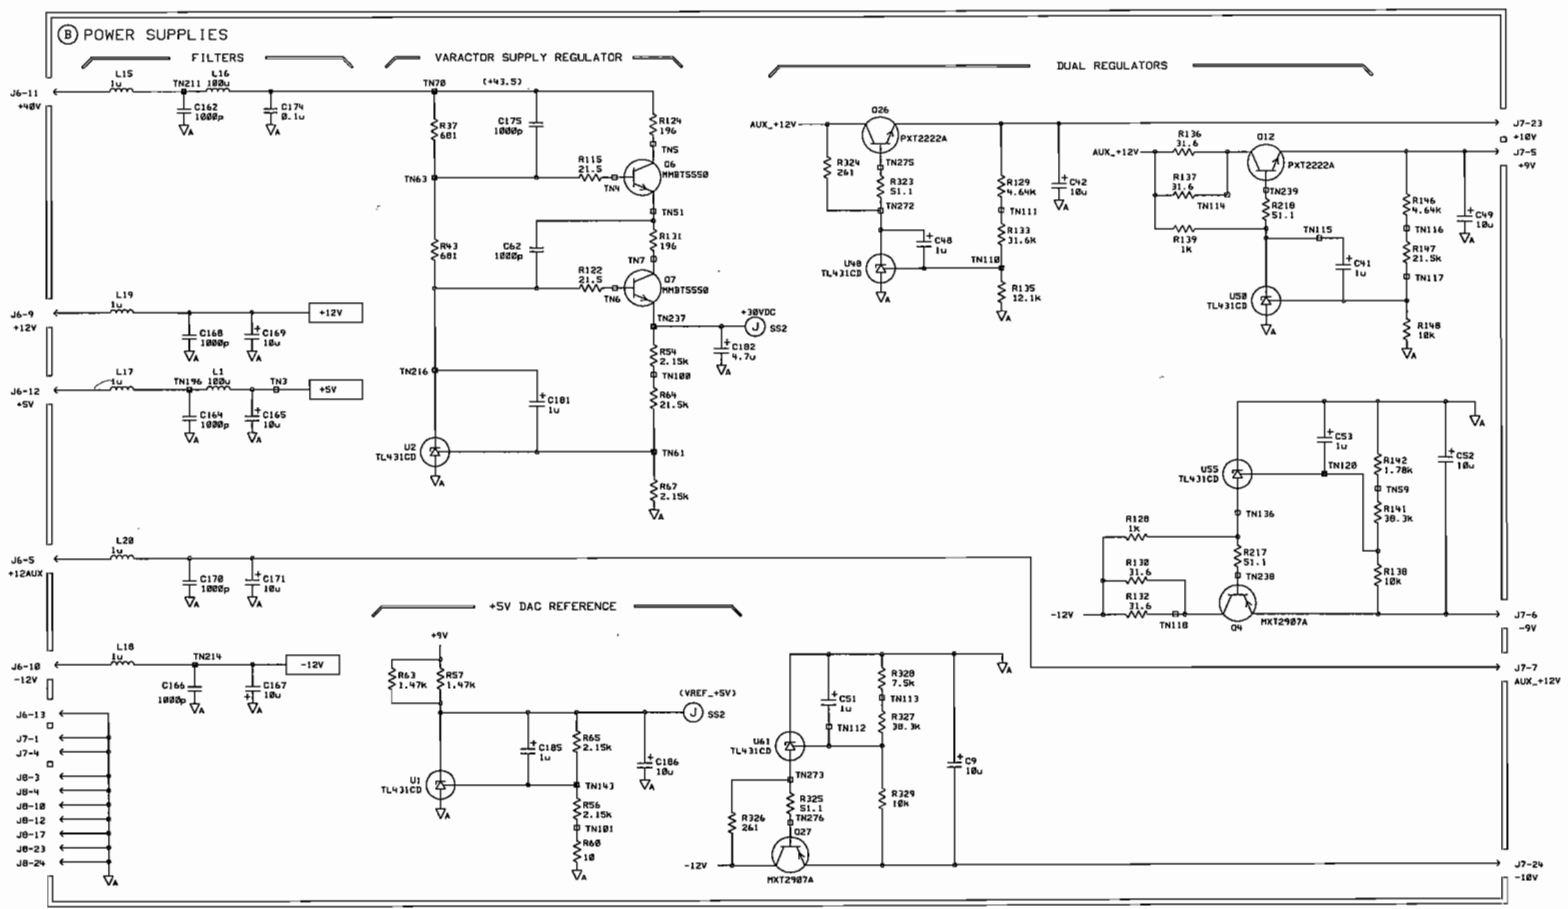 B POWER SUPPLIES
FILTERS
VARACTOR SUPPLY REGULATOR
DUAL REGULATORS
J6-11
+40V
L15
1u
TN211
L16
100u
C162
1000p
A
C174
0.1u
A
TN70
(+43.5)
R37
681
C175
1000p
R124
196
TN5
R115
21.5
TN4
Q6
MMBT5550
TN63
TN51
R43
681
C62
1000p
R131
196
TN7
R122
21.5
TN6
Q7
MMBT5550
TN237
+30VDC
J SS2
C182
4.7u
A
R54
2.15k
TN100
R64
21.5k
TN216
C181
1u
U2
TL431CD
A
TN61
R67
2.15k
A
J6-9
+12V
L19
1u
+12V
C168
1000p
A
C169
10u
A
J6-12
+5V
L17
1u
TN196
L1
100u
TN3
+5V
C164
1000p
A
C165
10u
A
J6-5
+12AUX
L20
1u
C170
1000p
A
C171
10u
A
J6-10
-12V
L18
1u
TN214
-12V
C166
1000p
A
C167
10u
A
J6-13
J7-1
J7-4
J8-3
J8-4
J8-10
J8-12
J8-17
J8-23
J8-24
A
AUX_+12V
Q26
PXT2222A
R324
261
TN275
R323
51.1
TN272
C48
1u
U48
TL431CD
A
R129
4.64K
TN111
R133
31.6k
TN110
R135
12.1k
A
C42
10u
A
J7-23
+10V
J7-5
+9V
AUX_+12V
R136
31.6
R137
31.6
TN114
R139
1K
Q12
PXT2222A
TN239
R218
51.1
TN115
C41
1u
U50
TL431CD
A
R146
4.64K
TN116
R147
21.5k
TN117
R148
10k
A
C49
10u
A
A
C53
1u
U55
TL431CD
TN120
R142
1.78k
TN59
R141
38.3k
C52
10u
TN136
R128
1k
R130
31.6
R132
31.6
R217
51.1
TN238
R138
10k
-12V
TN118
Q4
MXT2907A
J7-6
-9V
J7-7
AUX_+12V
+5V DAC REFERENCE
+9V
R63
1.47K
R57
1.47K
(VREF_+5V)
J SS2
C185
1u
R65
2.15k
C186
10u
A
U1
TL431CD
A
TN143
R56
2.15k
TN101
R60
10
A
A
C51
1u
TN112
R328
7.5k
TN113
R327
38.3k
U61
TL431CD
C9
10u
TN273
R326
261
R325
51.1
TN276
R329
10k
-12V
Q27
MXT2907A
J7-24
-10V